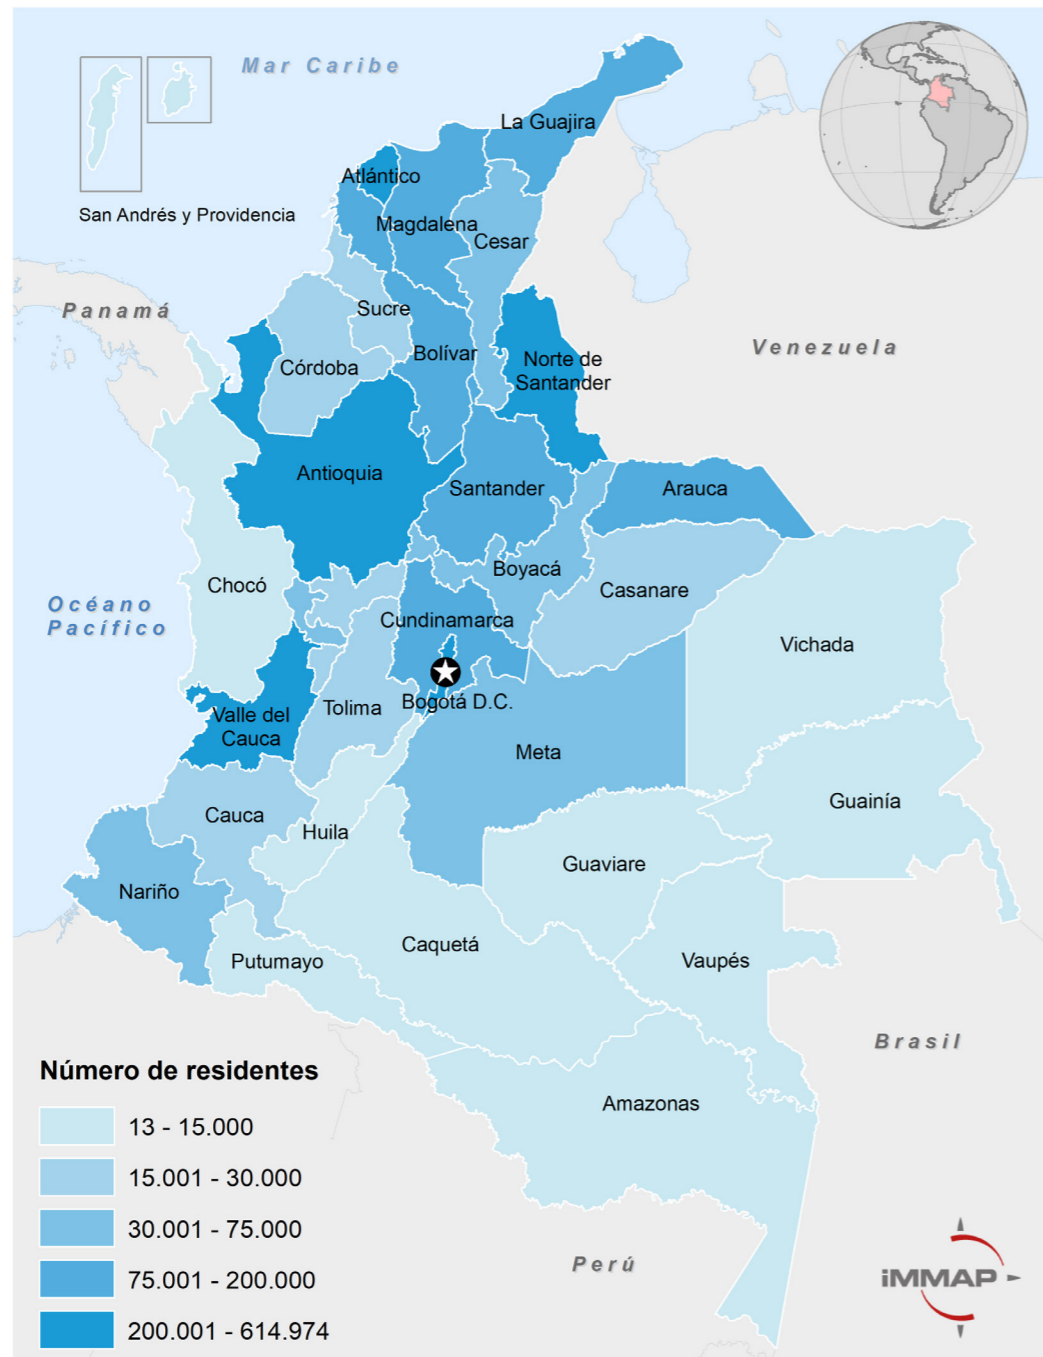 Mar Caribe
La Guajira
Atlántico
San Andrés y Providencia
Magdalena
Cesar
Panamá
Sucre
Venezuela
Bolívar
Norte de
Santander
Córdoba
Antioquia
Santander
Arauca
Boyacá
Chocó
Casanare
Océano
Pacífico
Cundinamarca
Vichada
Bogotá D.C.
Tolima
Valle del
Cauca
Meta
Guainía
Cauca
Huila
Guaviare
Nariño
Caquetá
Putumayo
Vaupés
Brasil
Número de residentes
Amazonas
13 - 15.000
15.001 - 30.000
30.001 - 75.000
75.001 - 200.000
200.001 - 614.974
Perú
iMMAP